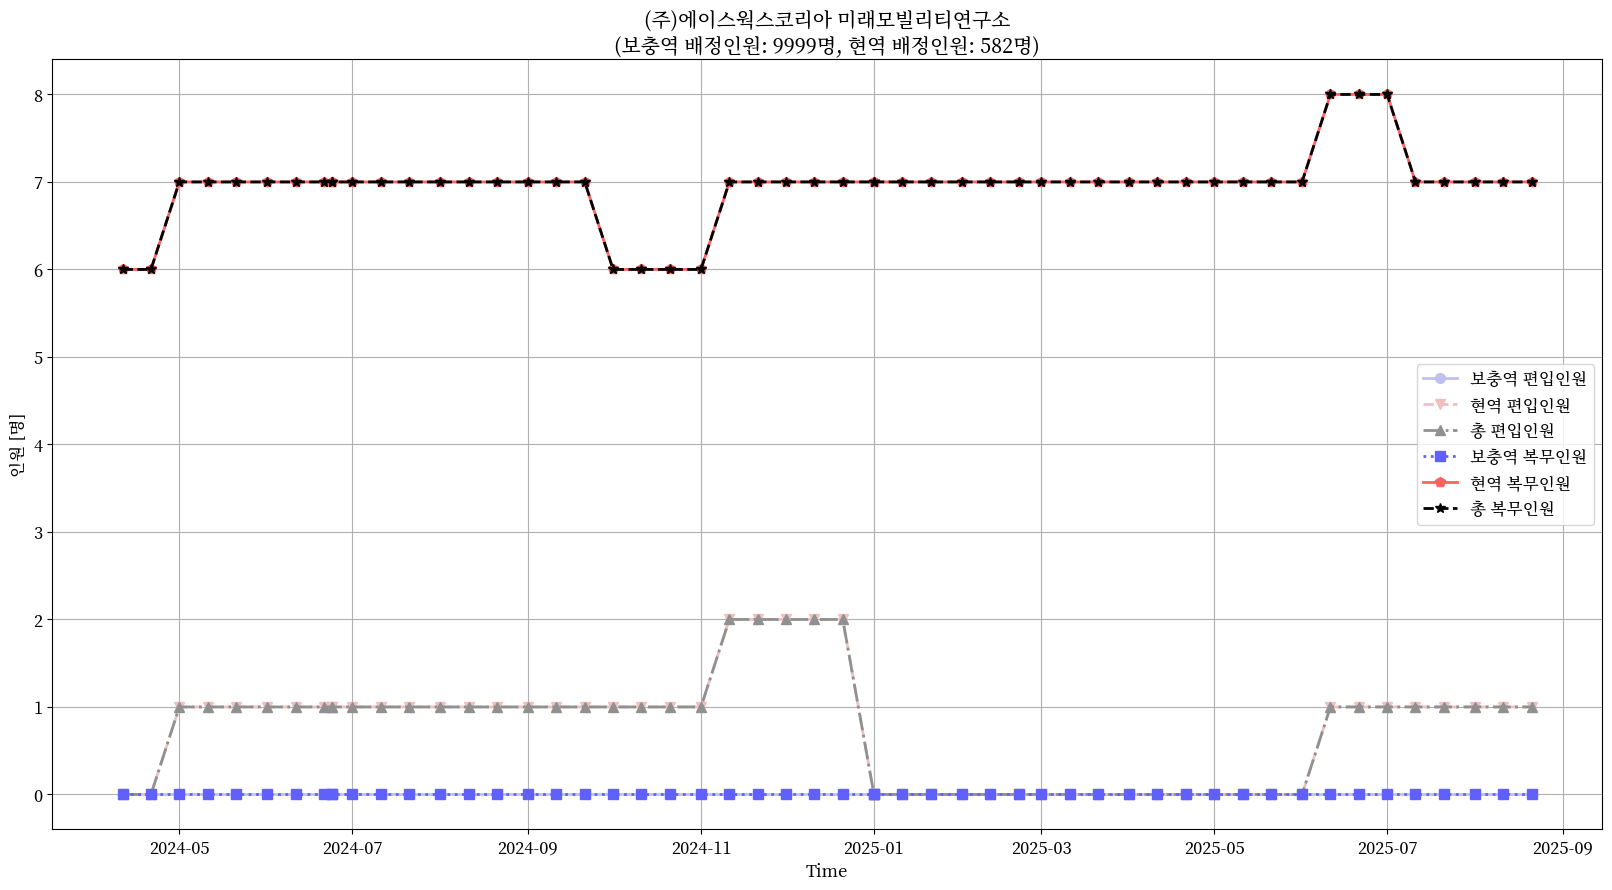 (주)에이스웍스코리아 미래모빌리티연구소
(보충역 배정인원: 9999명, 현역 배정인원: 582명)
8
7
6
5
4
3
2
1
0
인원 [명]
보충역 편입인원
현역 편입인원
총 편입인원
보충역 복무인원
현역 복무인원
총 복무인원
2024-05 2024-07 2024-09 2024-11 2025-01 2025-03 2025-05 2025-07 2025-09
Time